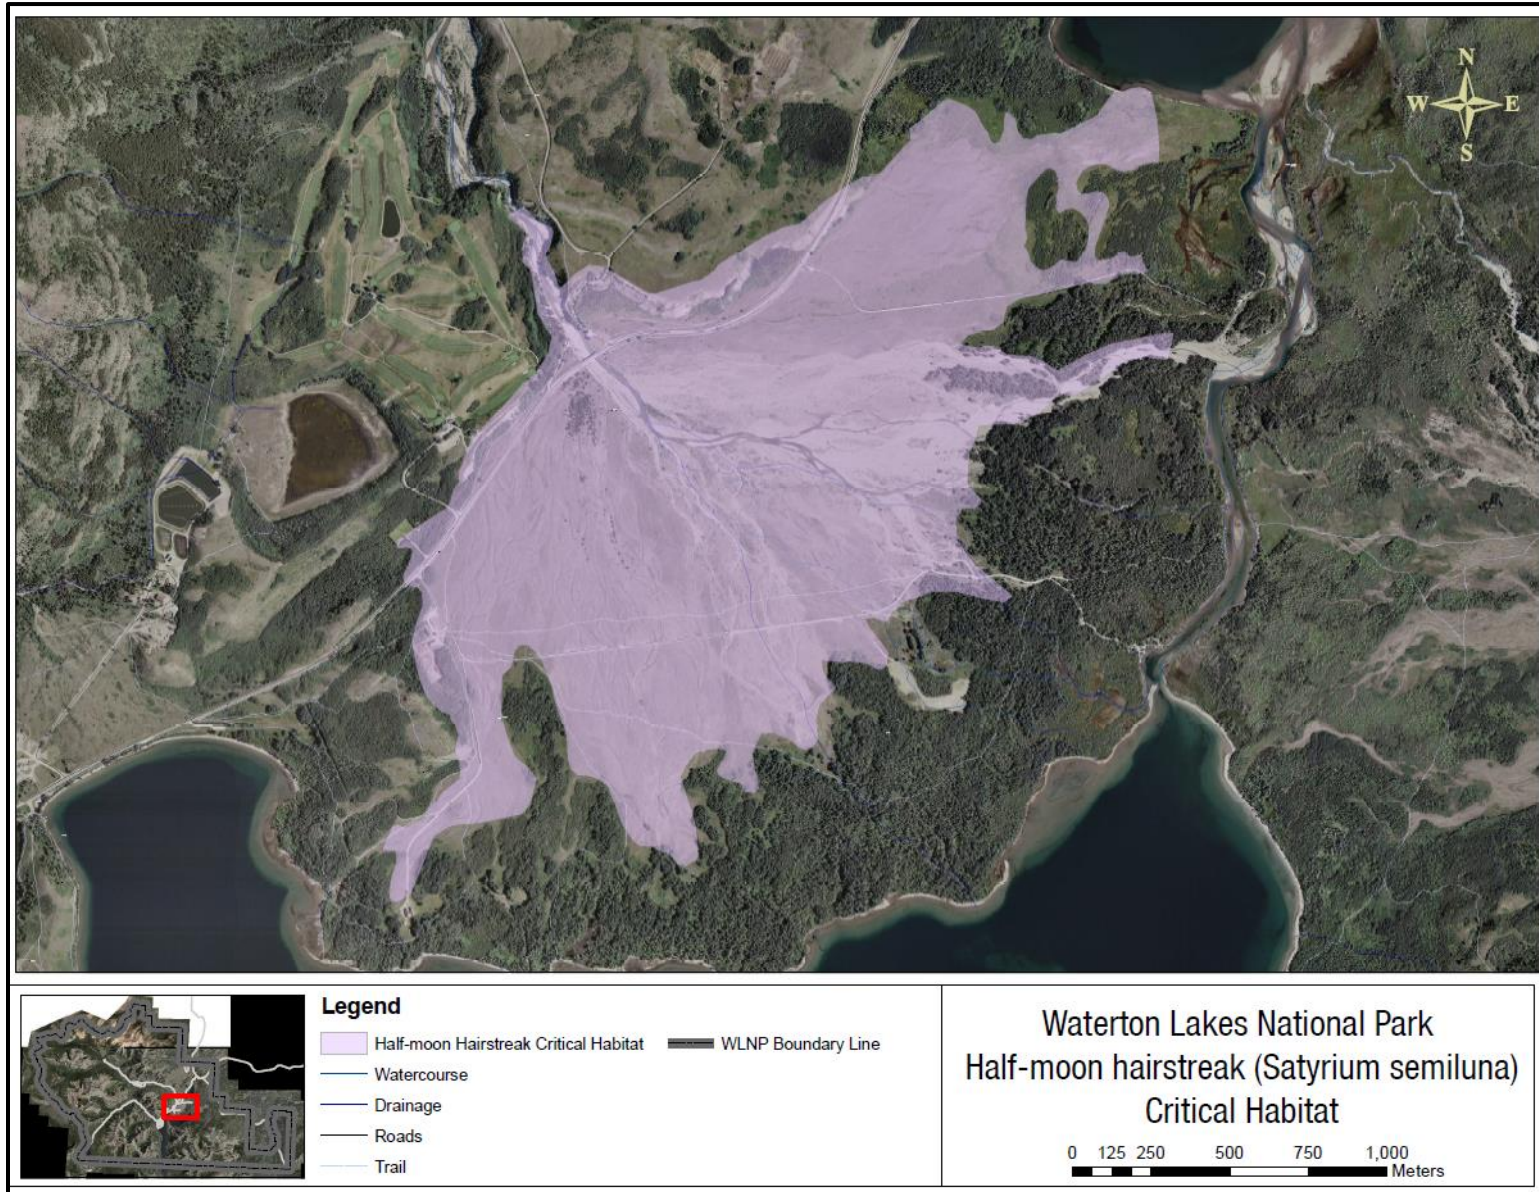 N
W E
S
Legend
Half-moon Hairstreak Critical Habitat
WLNP Boundary Line
Watercourse
Drainage
Roads
Trail
Waterton Lakes National Park
Half-moon hairstreak (Satyrium semiluna)
Critical Habitat
0 125 250 500 750 1,000
Meters